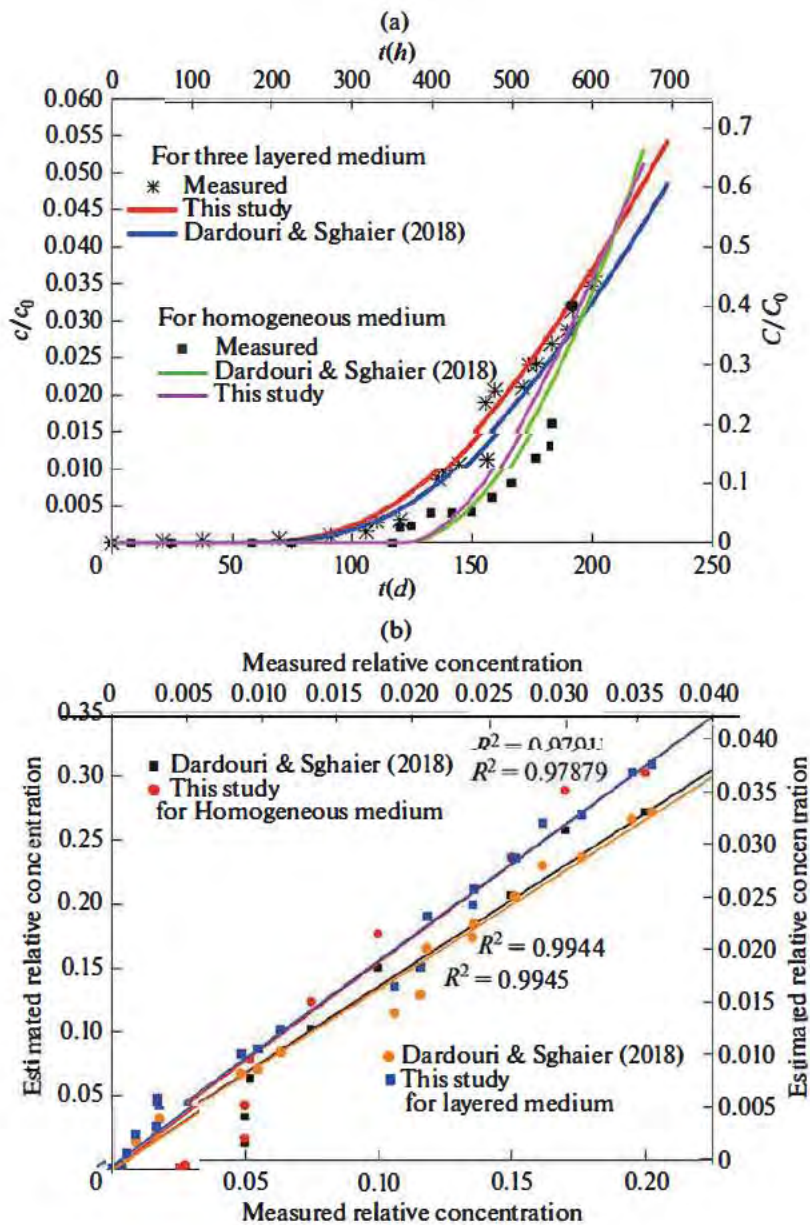 (a)
t(h)
0 100 200 300 400 500 600 700
0.060
0.055
0.050
0.045
0.040
0.035
0.030
0.025
0.020
0.015
0.010
0.005
0
c/c0
0.7
0.6
0.5
0.4
0.3
0.2
0.1
0
C/C0
For three layered medium
Measured
This study
Dardouri & Sghaier (2018)
For homogeneous medium
Measured
Dardouri & Sghaier (2018)
This study
0 50 100 150 200 250
t(d)
(b)
Measured relative concentration
0 0.005 0.010 0.015 0.020 0.025 0.030 0.035 0.040
0.35
0.30
0.25
0.20
0.15
0.10
0.05
0
Estimated relative concentration
0.040
0.035
0.030
0.025
0.020
0.015
0.010
0.005
0
Estimated relative concentration
Dardouri & Sghaier (2018)
This study
for Homogeneous medium
R² =
R² = 0.97879
R² = 0.9944
R² = 0.9945
Dardouri & Sghaier (2018)
This study
for layered medium
0.05 0.10 0.15 0.20
Measured relative concentration